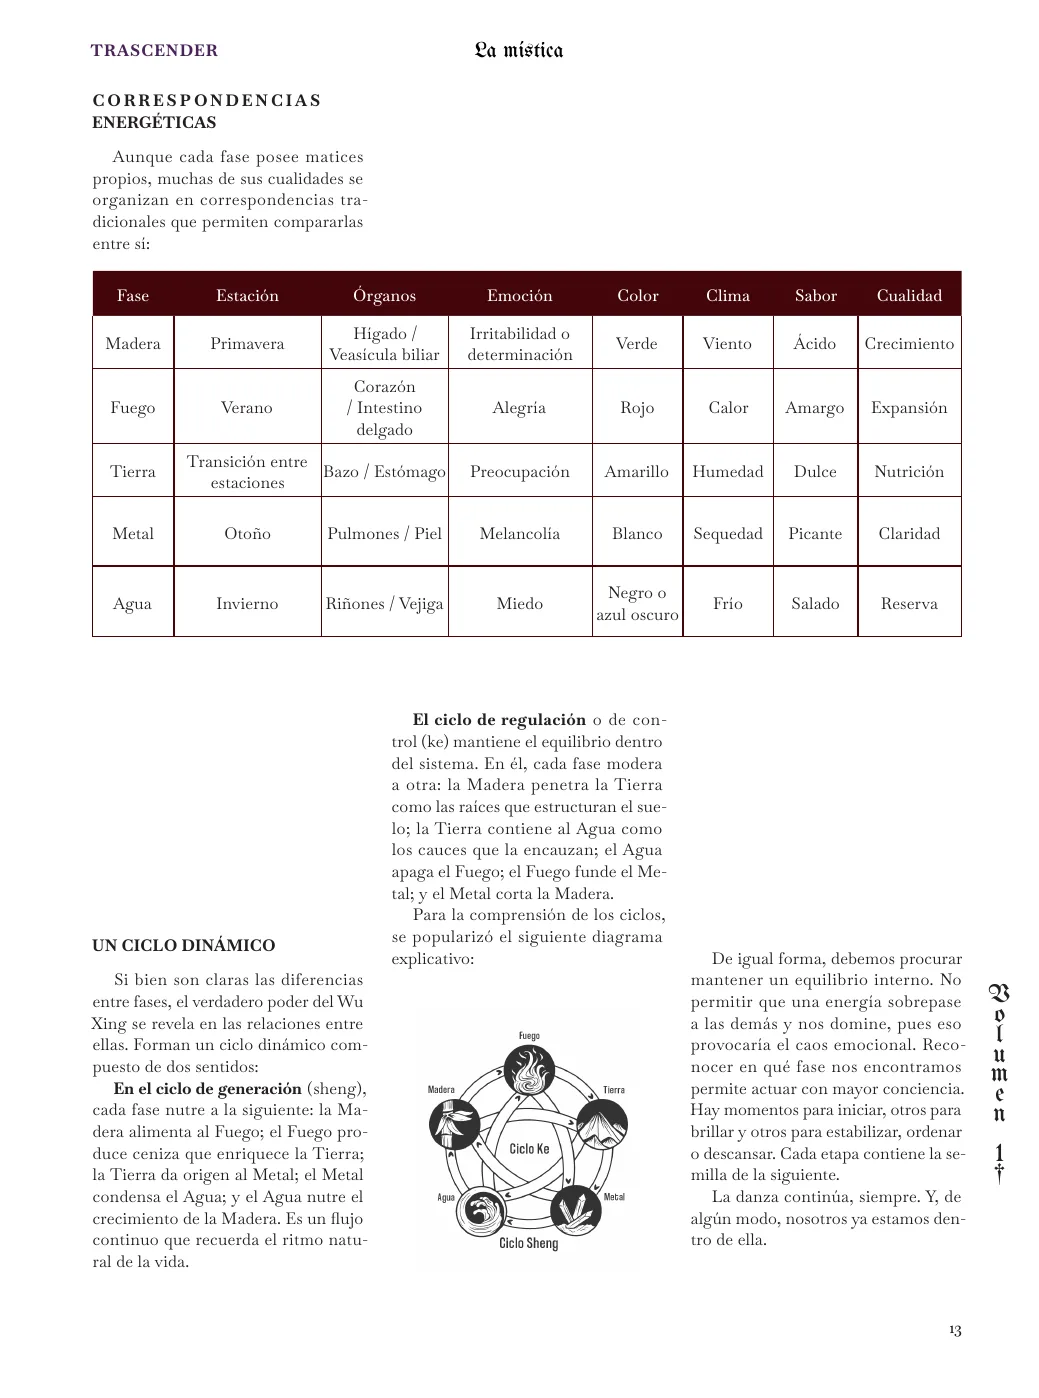 TRASCENDER
La mística
CORRESPONDENCIAS
ENERGÉTICAS
Aunque cada fase posee matices
propios, muchas de sus cualidades se
organizan en correspondencias tra-
dicionales que permiten compararlas
entre sí:
Fase Estación Órganos Emoción Color Clima Sabor Cualidad
Madera Primavera Hígado / Veasícula biliar Irritabilidad o determinación Verde Viento Ácido Crecimiento
Fuego Verano Corazón / Intestino delgado Alegría Rojo Calor Amargo Expansión
Tierra Transición entre estaciones Bazo / Estómago Preocupación Amarillo Humedad Dulce Nutrición
Metal Otoño Pulmones / Piel Melancolía Blanco Sequedad Picante Claridad
Agua Invierno Riñones / Vejiga Miedo Negro o azul oscuro Frío Salado Reserva
UN CICLO DINÁMICO
Si bien son claras las diferencias
entre fases, el verdadero poder del Wu
Xing se revela en las relaciones entre
ellas. Forman un ciclo dinámico com-
puesto de dos sentidos:
En el ciclo de generación (sheng),
cada fase nutre a la siguiente: la Ma-
dera alimenta al Fuego; el Fuego pro-
duce ceniza que enriquece la Tierra;
la Tierra da origen al Metal; el Metal
condensa el Agua; y el Agua nutre el
crecimiento de la Madera. Es un flujo
continuo que recuerda el ritmo natu-
ral de la vida.
El ciclo de regulación o de con-
trol (ke) mantiene el equilibrio dentro
del sistema. En él, cada fase modera
a otra: la Madera penetra la Tierra
como las raíces que estructuran el sue-
lo; la Tierra contiene al Agua como
los cauces que la encauzan; el Agua
apaga el Fuego; el Fuego funde el Me-
tal; y el Metal corta la Madera.
Para la comprensión de los ciclos,
se popularizó el siguiente diagrama
explicativo:
Fuego
Madera
Tierra
Ciclo Ke
Agua
Metal
Ciclo Sheng
De igual forma, debemos procurar
mantener un equilibrio interno. No
permitir que una energía sobrepase
a las demás y nos domine, pues eso
provocaría el caos emocional. Reco-
nocer en qué fase nos encontramos
permite actuar con mayor conciencia.
Hay momentos para iniciar, otros para
brillar y otros para estabilizar, ordenar
o descansar. Cada etapa contiene la se-
milla de la siguiente.
La danza continúa, siempre. Y, de
algún modo, nosotros ya estamos den-
tro de ella.
Volumen 1†
13